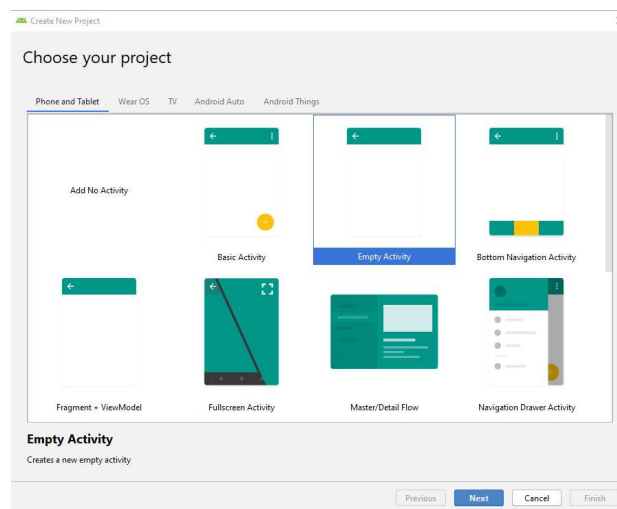 Create New Project
Choose your project
Phone and Tablet Wear OS TV Android Auto Android Things
Add No Activity
Basic Activity
Empty Activity
Bottom Navigation Activity
Fragment + ViewModel
Fullscreen Activity
Master/Detail Flow
Navigation Drawer Activity
Empty Activity
Creates a new empty activity
Previous Next Cancel Finish